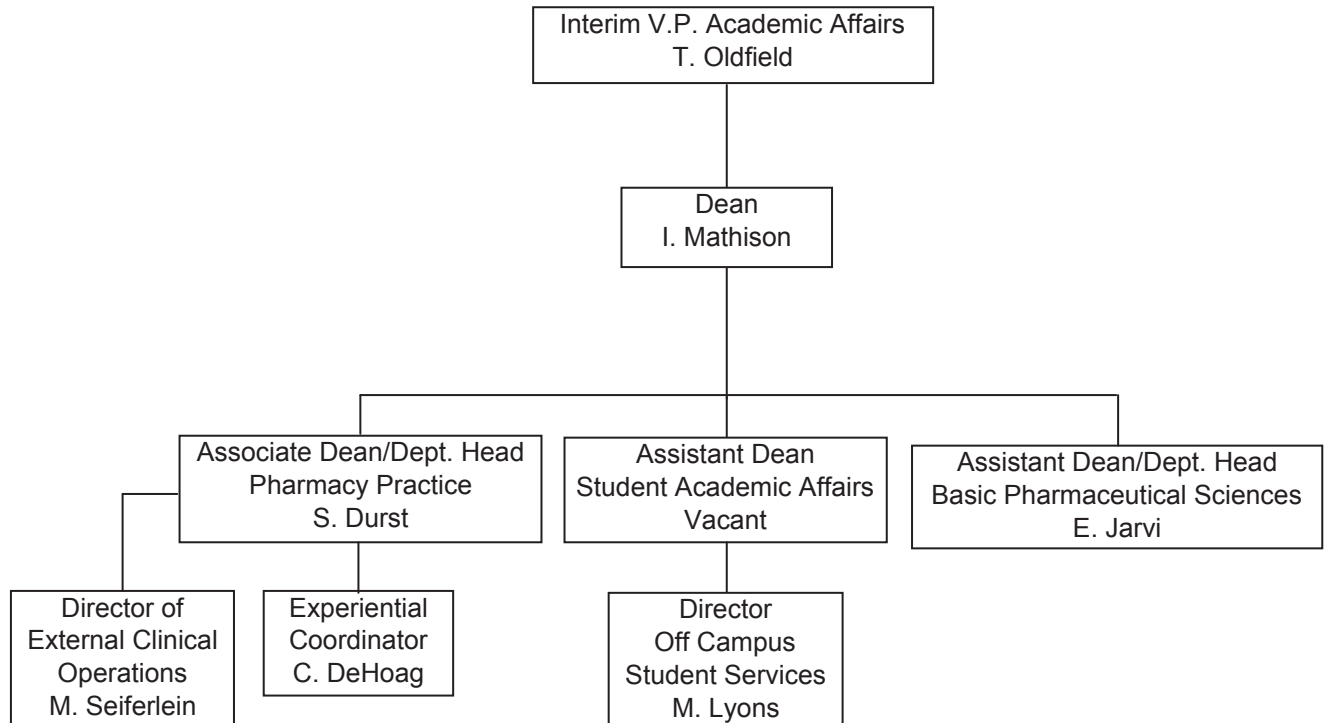 Interim V.P. Academic Affairs
T. Oldfield
Dean
I. Mathison
Associate Dean/Dept. Head
Pharmacy Practice
S. Durst
Assistant Dean
Student Academic Affairs
Vacant
Assistant Dean/Dept. Head
Basic Pharmaceutical Sciences
E. Jarvi
Director of
External Clinical
Operations
M. Seiferlein
Experiential
Coordinator
C. DeHoag
Director
Off Campus
Student Services
M. Lyons